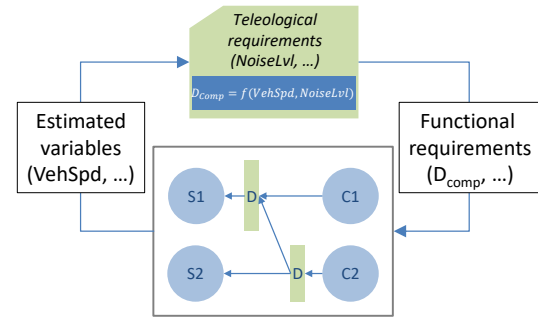 Teleological
requirements
(NoiseLvl, …)
D_Comp = f(VehSpd, NoiseLvl)
Estimated
variables
(VehSpd, …)
Functional
requirements
(D_comp, …)
S1
D
C1
S2
D
C2